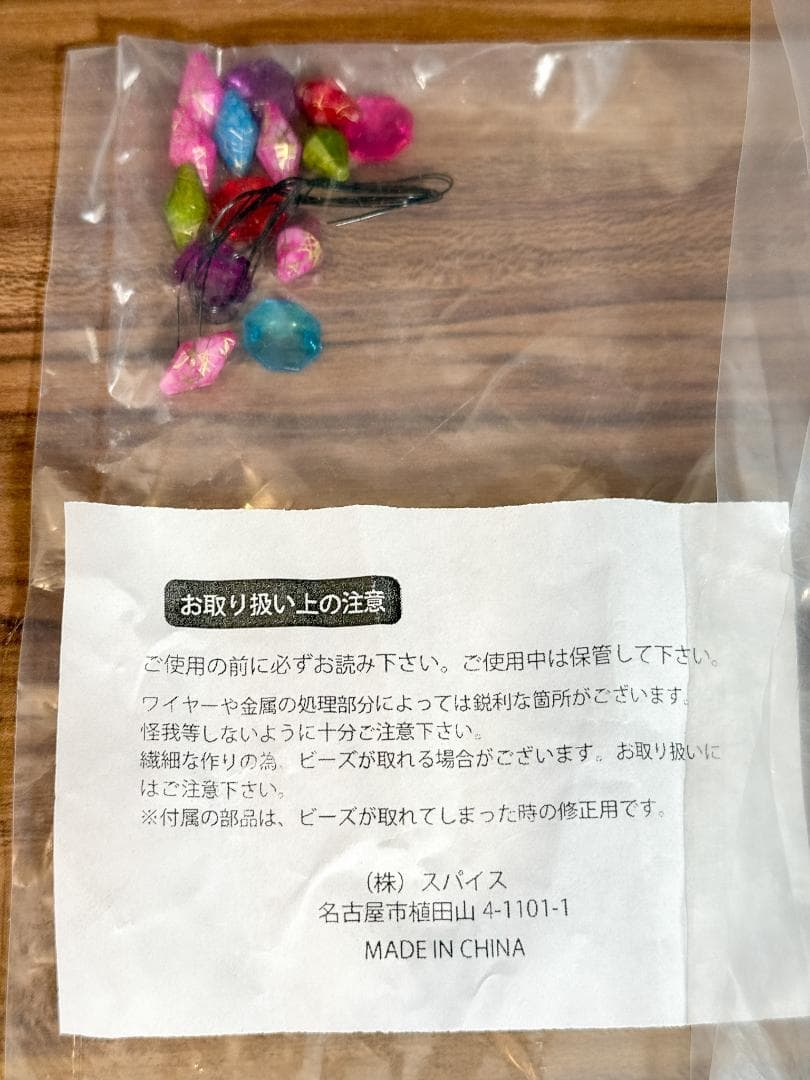 お取り扱い上の注意
ご使用の前に必ずお読み下さい。ご使用中は保管して下さい。
ワイヤーや金属の処理部分によっては鋭利な箇所がございます。
怪我等しないように十分ご注意下さい。
繊細な作りの為、ビーズが取れる場合がございます。お取り扱いに
はご注意下さい。
※付属の部品は、ビーズが取れてしまった時の修正用です。
（株）スパイス
名古屋市植田山 4-1101-1
MADE IN CHINA